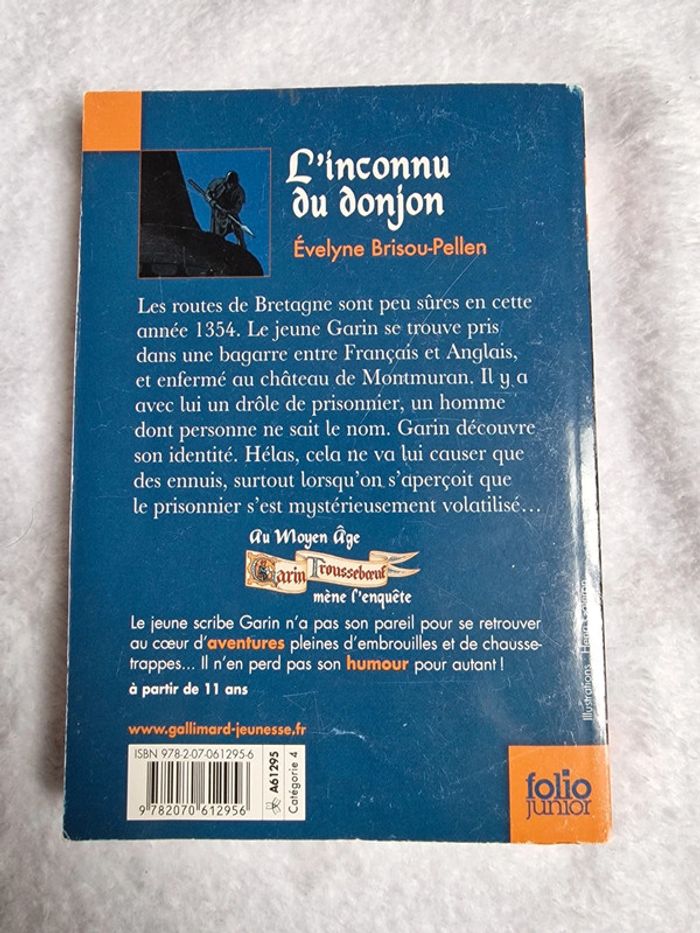 L'inconnu
du donjon
Évelyne Brisou-Pellen
Les routes de Bretagne sont peu sûres en cette
année 1354. Le jeune Garin se trouve pris
dans une bagarre entre Français et Anglais,
et enfermé au château de Montmuran. Il y a
avec lui un drôle de prisonnier, un homme
dont personne ne sait le nom. Garin découvre
son identité. Hélas, cela ne va lui causer que
des ennuis, surtout lorsqu'on s'aperçoit que
le prisonnier s'est mystérieusement volatilisé...
Au Moyen Âge
Garin Trousseboeuf
mène l'enquête
Le jeune scribe Garin n'a pas son pareil pour se retrouver
au cœur d'aventures pleines d'embrouilles et de chausse-
trappes... Il n'en perd pas son humour pour autant !
à partir de 11 ans
www.gallimard-jeunesse.fr
ISBN 978-2-07-061295-6
9 782070 612956
A61295
Catégorie 4
folio
junior
Illustrations : Henri Galeron